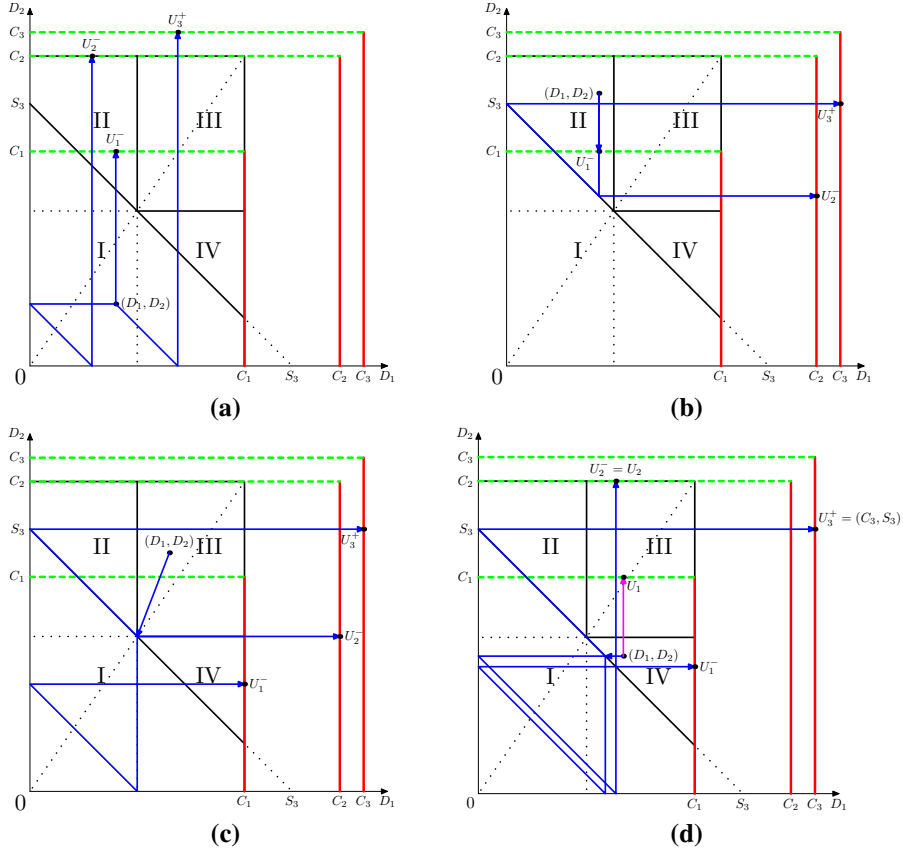 D₂
C₃
U₂⁻
U₃⁺
C₂
S₃
II
III
U₁⁻
C₁
I
IV
(D₁, D₂)
0
C₁
S₃
C₂
C₃
D₁
(a)
D₂
C₃
C₂
(D₁, D₂)
S₃
II
III
U₃⁺
C₁
U₁⁻
U₂⁻
I
IV
0
C₁
S₃
C₂
C₃
D₁
(b)
D₂
C₃
C₂
S₃
II
(D₁, D₂)
III
U₃⁺
C₁
U₂⁻
I
IV
U₁⁻
0
C₁
S₃
C₂
C₃
D₁
(c)
D₂
C₃
U₂⁻ = U₂
C₂
S₃
U₃⁺ = (C₃, S₃)
II
III
C₁
U₁
(D₁, D₂)
I
IV
U₁⁻
0
C₁
S₃
C₂
C₃
D₁
(d)